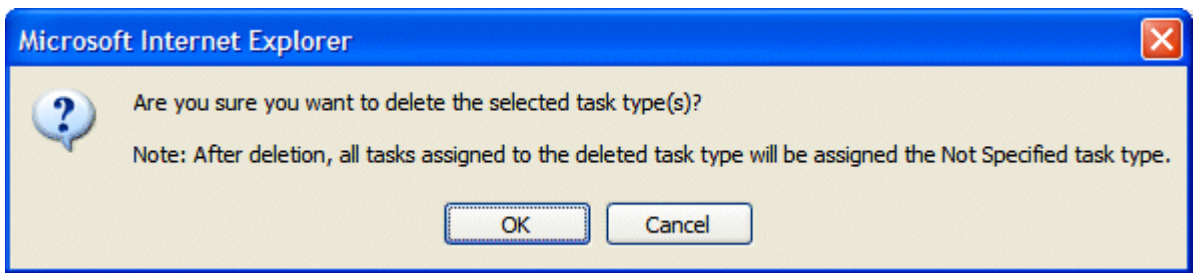 Microsoft Internet Explorer
Are you sure you want to delete the selected task type(s)?
Note: After deletion, all tasks assigned to the deleted task type will be assigned the Not Specified task type.
OK
Cancel